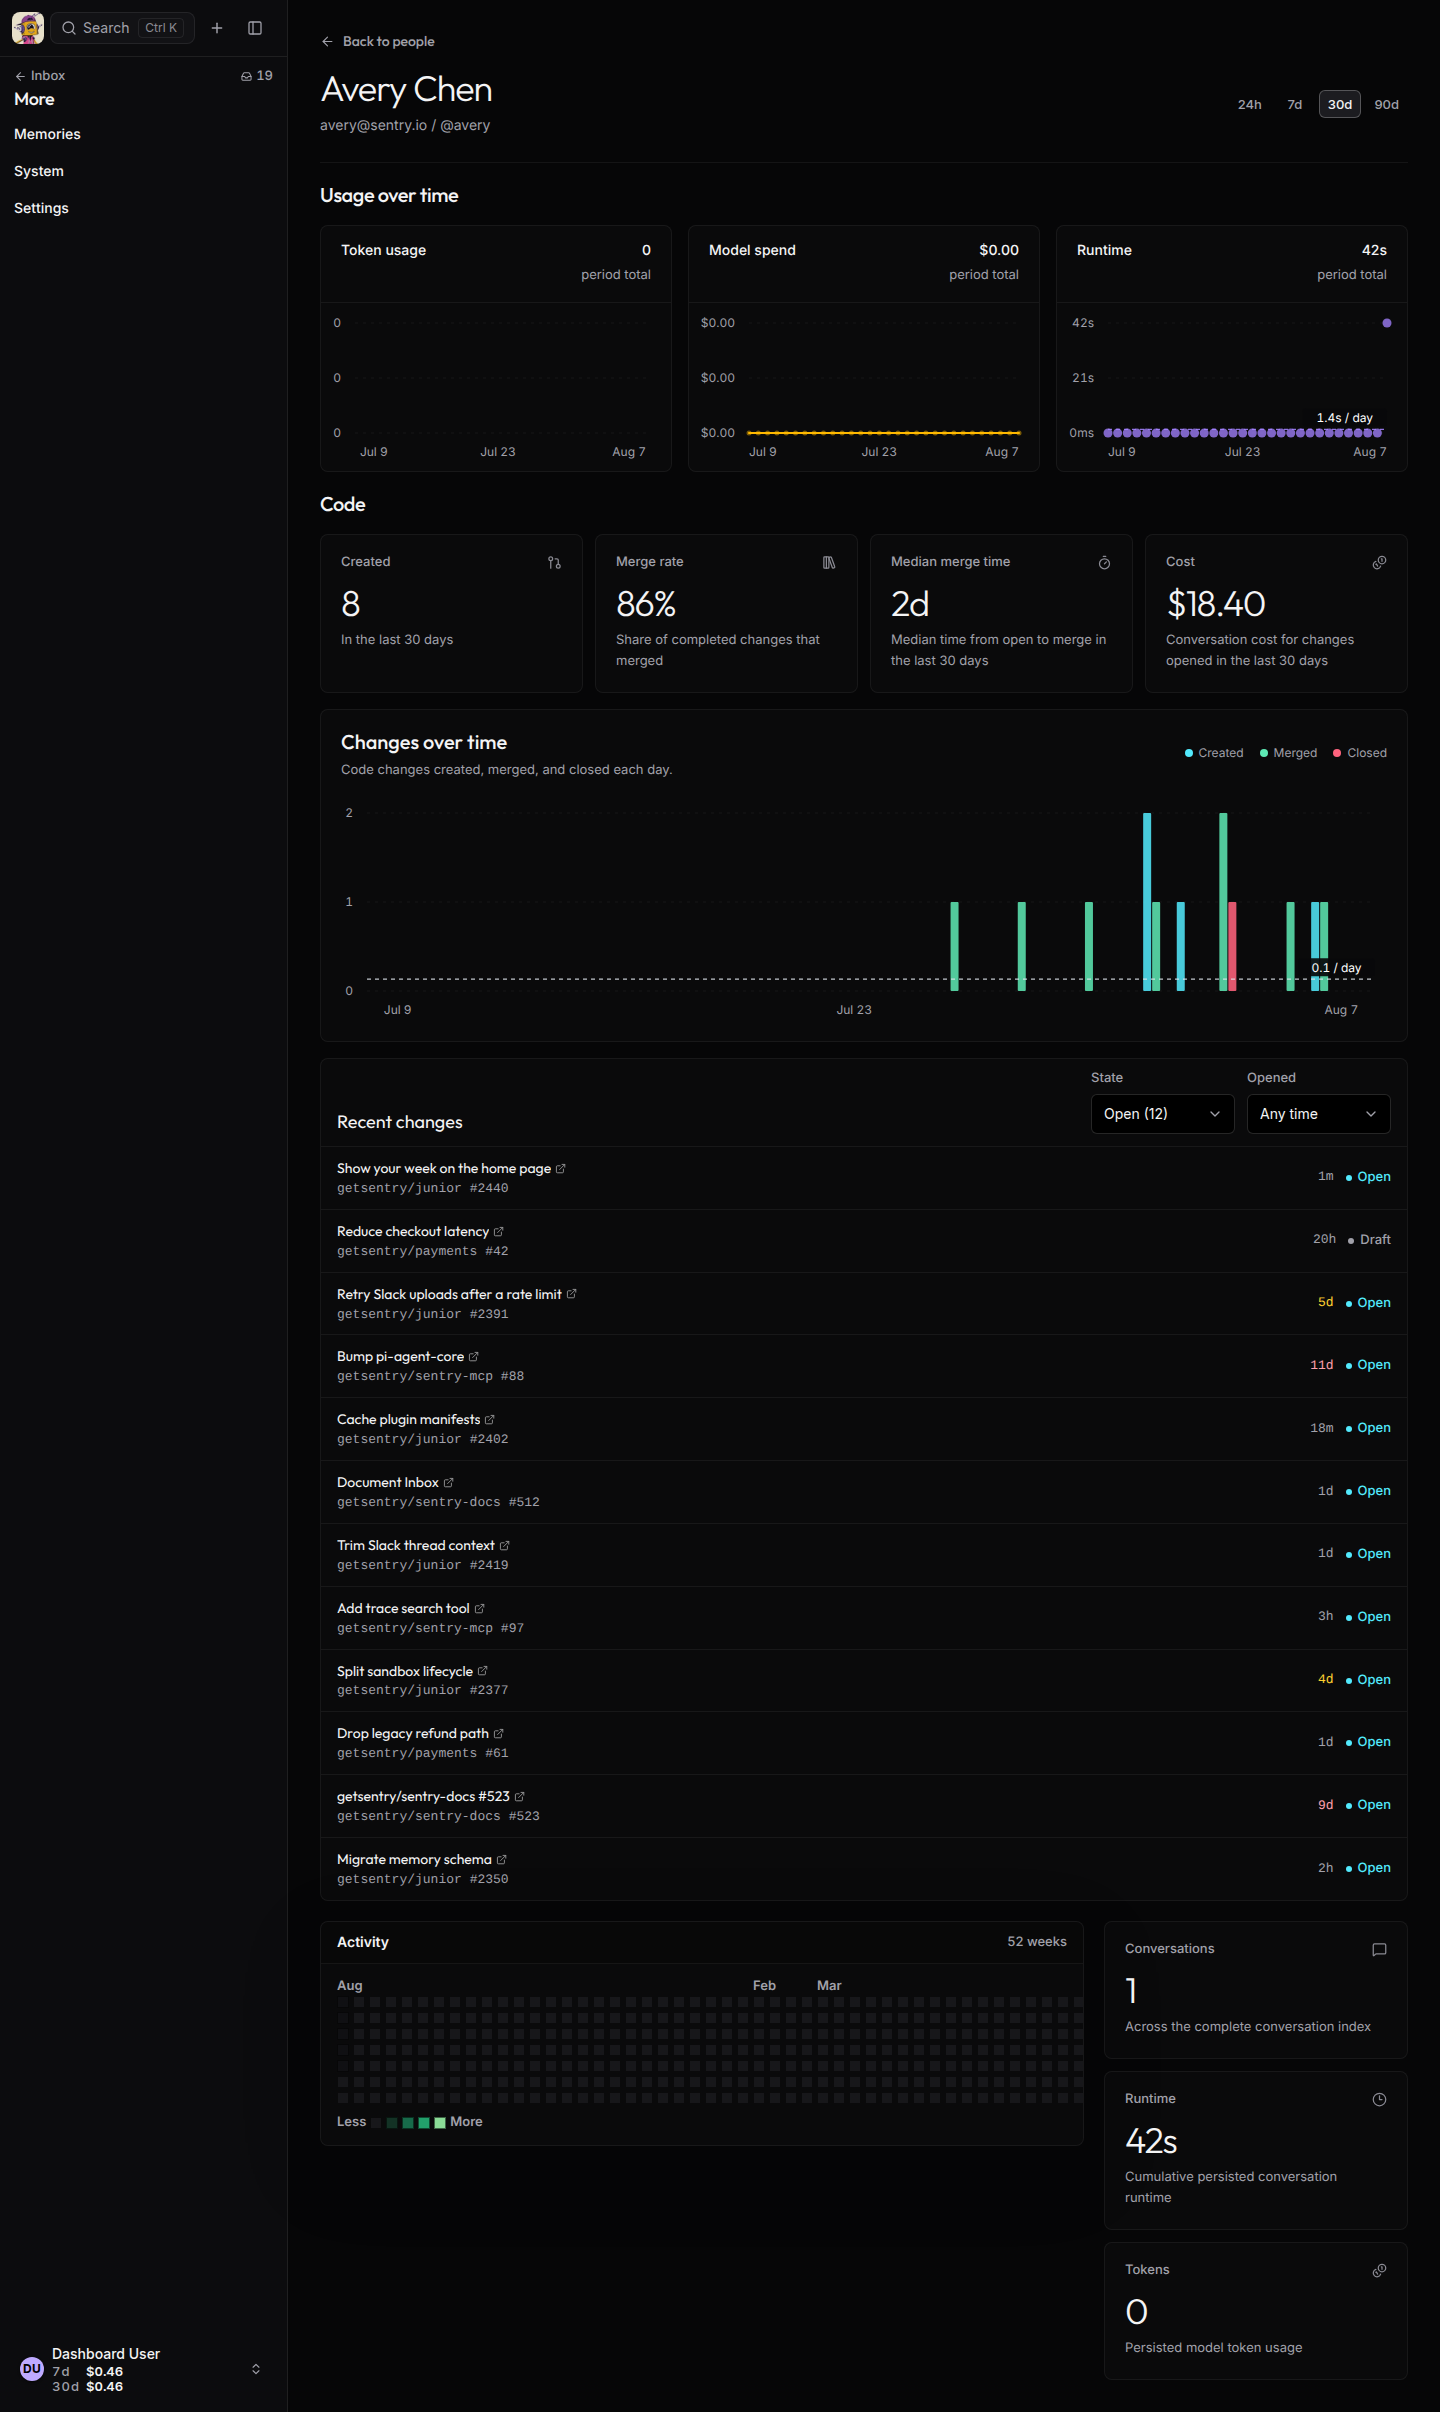 Search Ctrl K
Inbox 19
More
Memories
System
Settings
Back to people
Avery Chen
avery@sentry.io / @avery
24h 7d 30d 90d
Usage over time
Token usage 0
period total
0
0
0
Jul 9 Jul 23 Aug 7
Model spend $0.00
period total
$0.00
$0.00
$0.00
Jul 9 Jul 23 Aug 7
Runtime 42s
period total
42s
21s
1.4s / day
0ms
Jul 9 Jul 23 Aug 7
Code
Created
8
In the last 30 days
Merge rate
86%
Share of completed changes that
merged
Median merge time
2d
Median time from open to merge in
the last 30 days
Cost
$18.40
Conversation cost for changes
opened in the last 30 days
Changes over time
Code changes created, merged, and closed each day.
Created Merged Closed
2
1
0.1 / day
0
Jul 9 Jul 23 Aug 7
State Opened
Recent changes Open (12) Any time
Show your week on the home page
getsentry/junior #2440
1m Open
Reduce checkout latency
getsentry/payments #42
20h Draft
Retry Slack uploads after a rate limit
getsentry/junior #2391
5d Open
Bump pi-agent-core
getsentry/sentry-mcp #88
11d Open
Cache plugin manifests
getsentry/junior #2402
18m Open
Document Inbox
getsentry/sentry-docs #512
1d Open
Trim Slack thread context
getsentry/junior #2419
1d Open
Add trace search tool
getsentry/sentry-mcp #97
3h Open
Split sandbox lifecycle
getsentry/junior #2377
4d Open
Drop legacy refund path
getsentry/payments #61
1d Open
getsentry/sentry-docs #523
getsentry/sentry-docs #523
9d Open
Migrate memory schema
getsentry/junior #2350
2h Open
Activity 52 weeks
Aug Feb Mar
Less More
Conversations
1
Across the complete conversation index
Runtime
42s
Cumulative persisted conversation
runtime
Tokens
0
Persisted model token usage
DU
Dashboard User
7d $0.46
30d $0.46